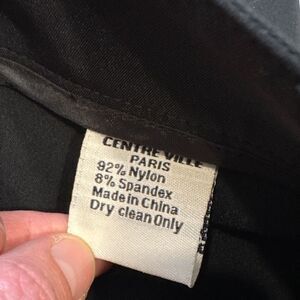 CENTRE VILLE
PARIS
92% Nylon
8% Spandex
Made in China
Dry clean Only